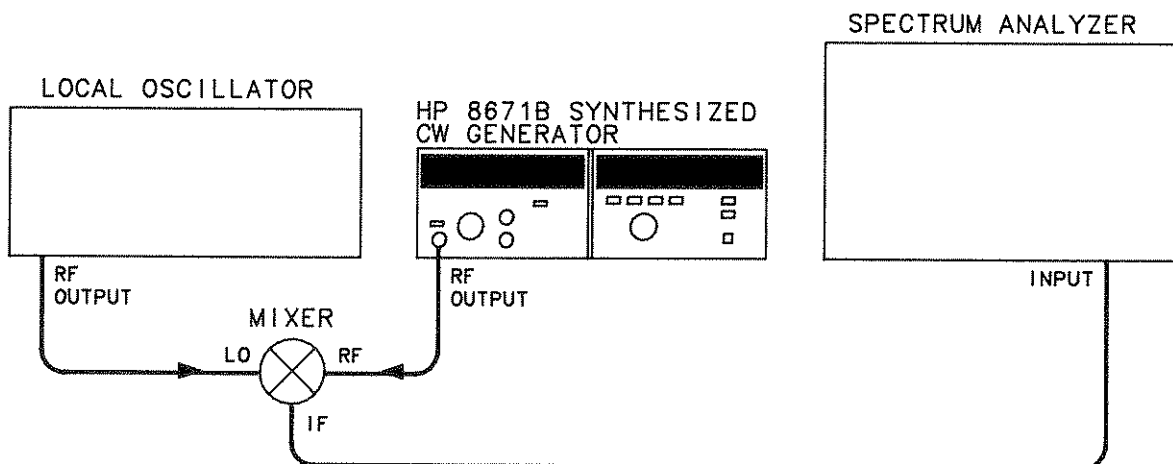 SPECTRUM ANALYZER
LOCAL OSCILLATOR
HP 8671B SYNTHESIZED
CW GENERATOR
RF
OUTPUT
RF
OUTPUT
INPUT
MIXER
LO
RF
IF